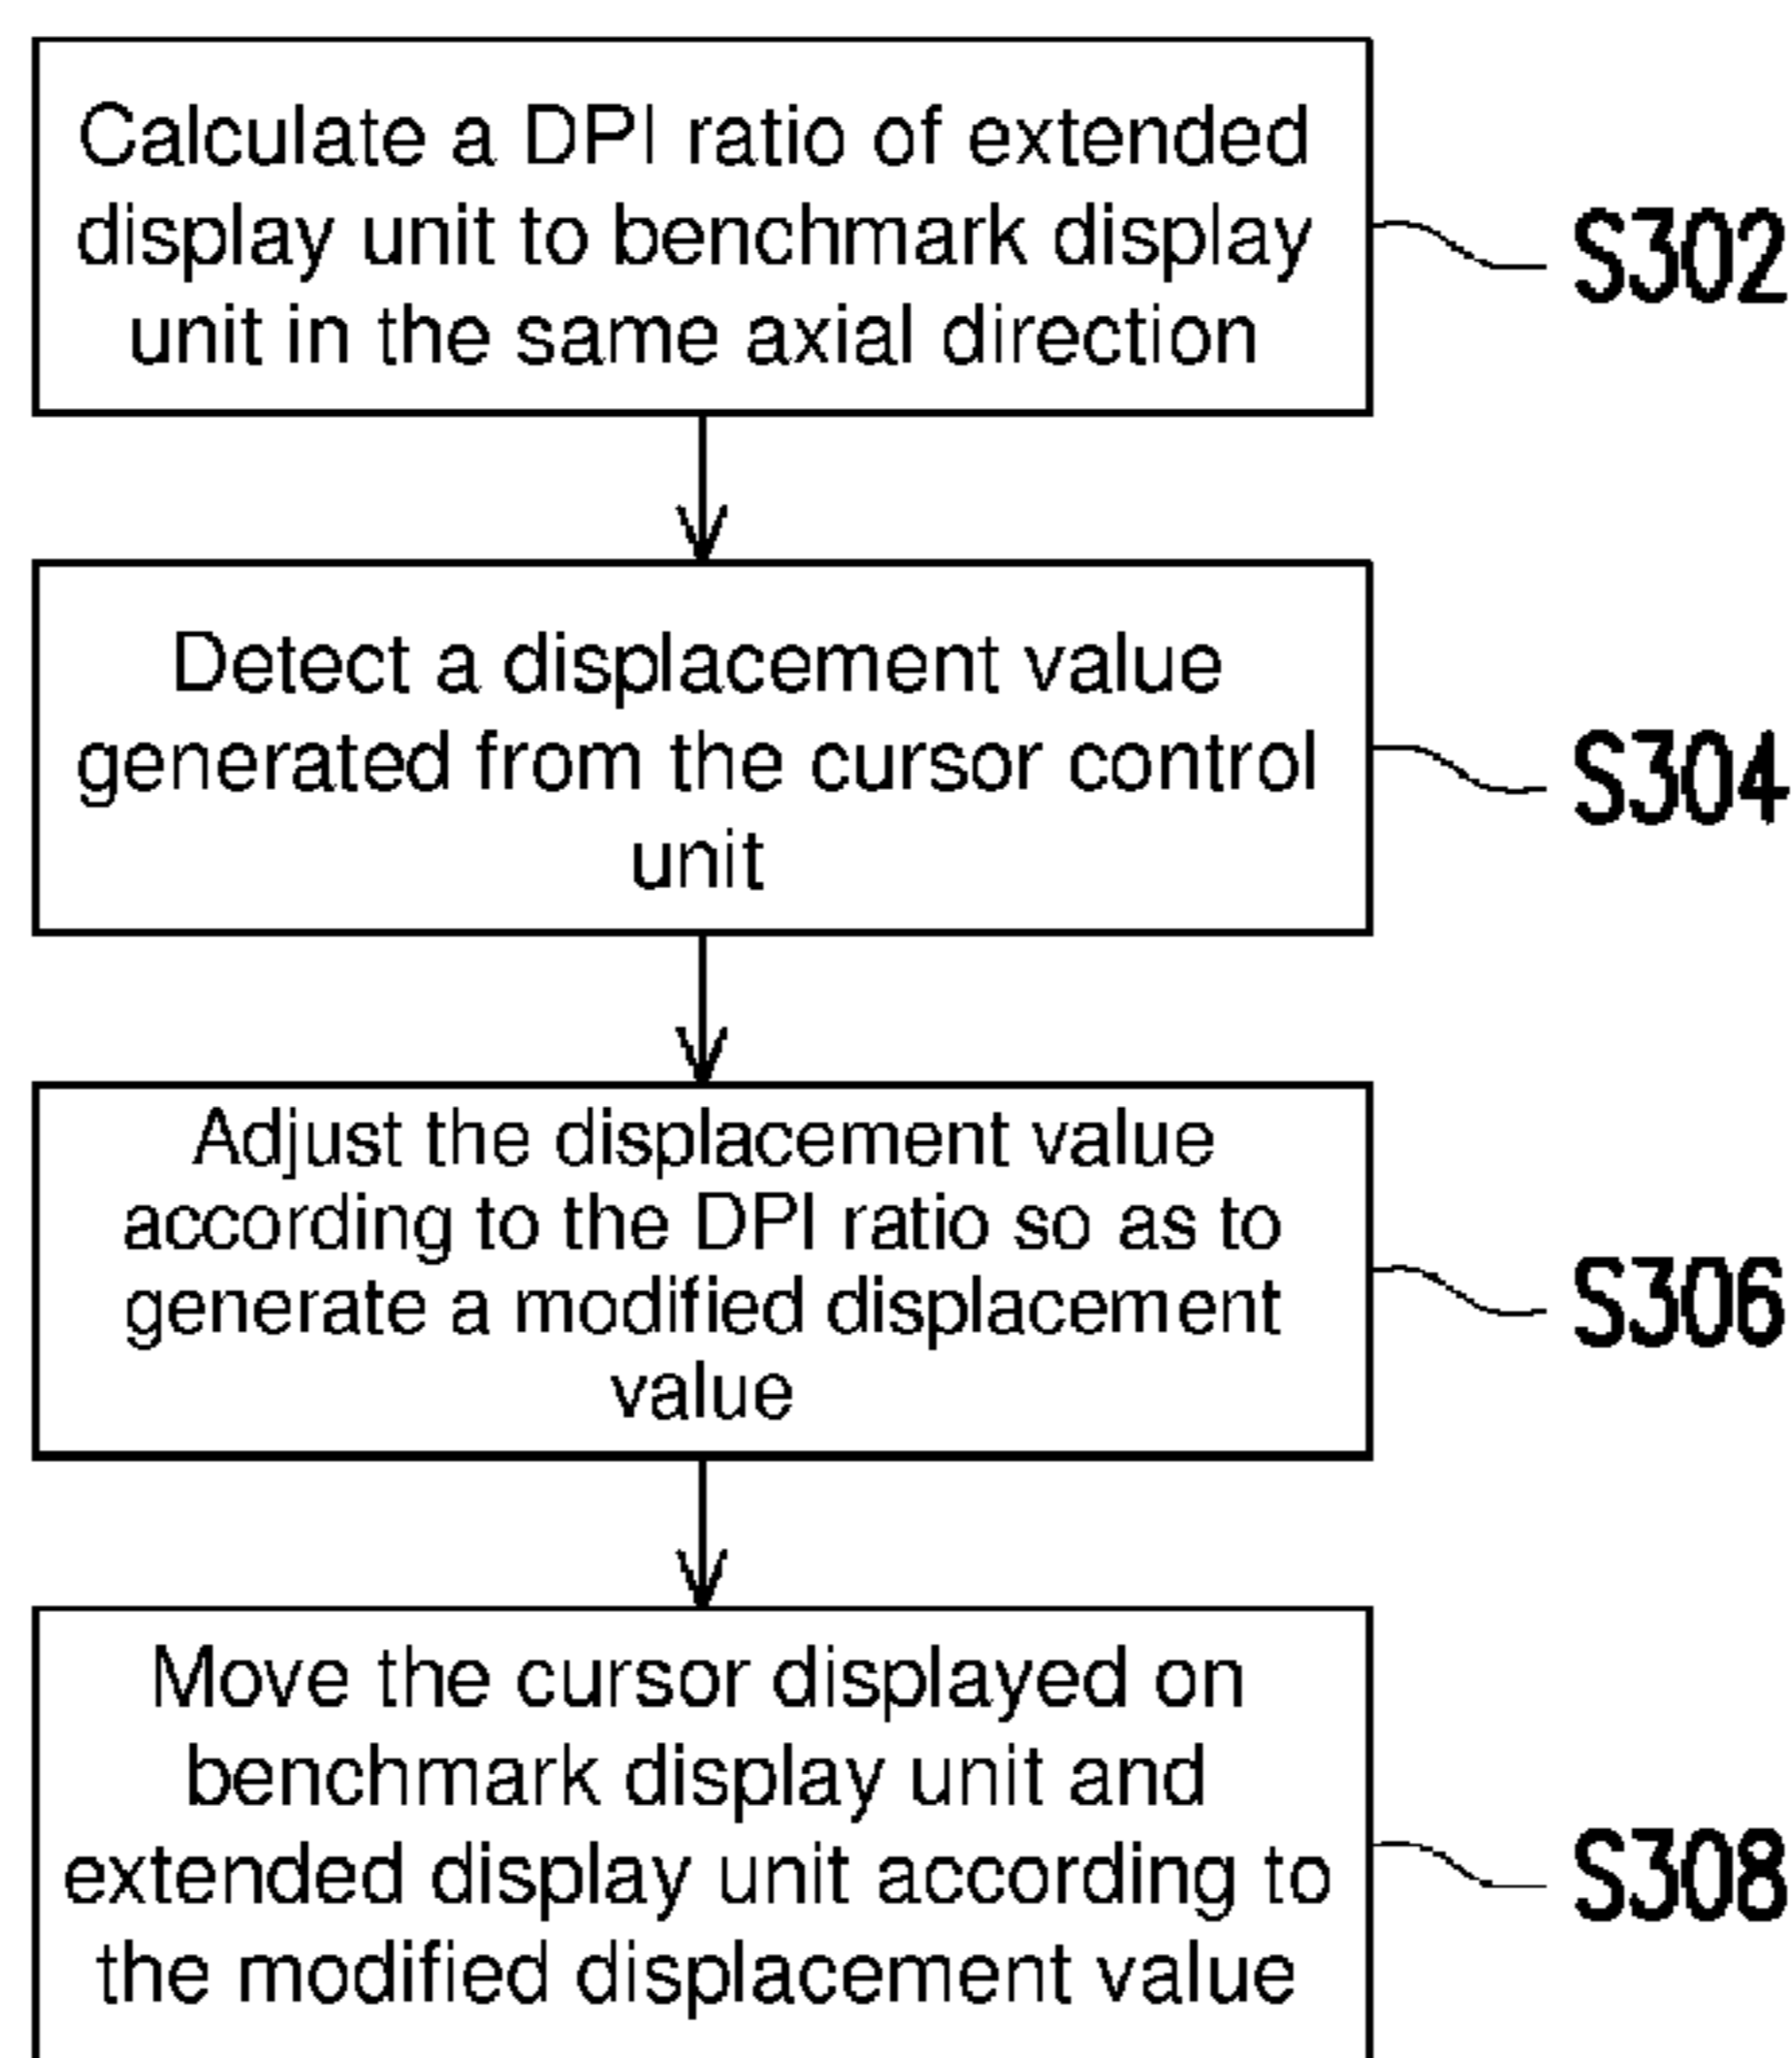 Calculate a DPI ratio of extended
display unit to benchmark display
unit in the same axial direction
S302
Detect a displacement value
generated from the cursor control
unit
S304
Adjust the displacement value
according to the DPI ratio so as to
generate a modified displacement
value
S306
Move the cursor displayed on
benchmark display unit and
extended display unit according to
the modified displacement value
S308